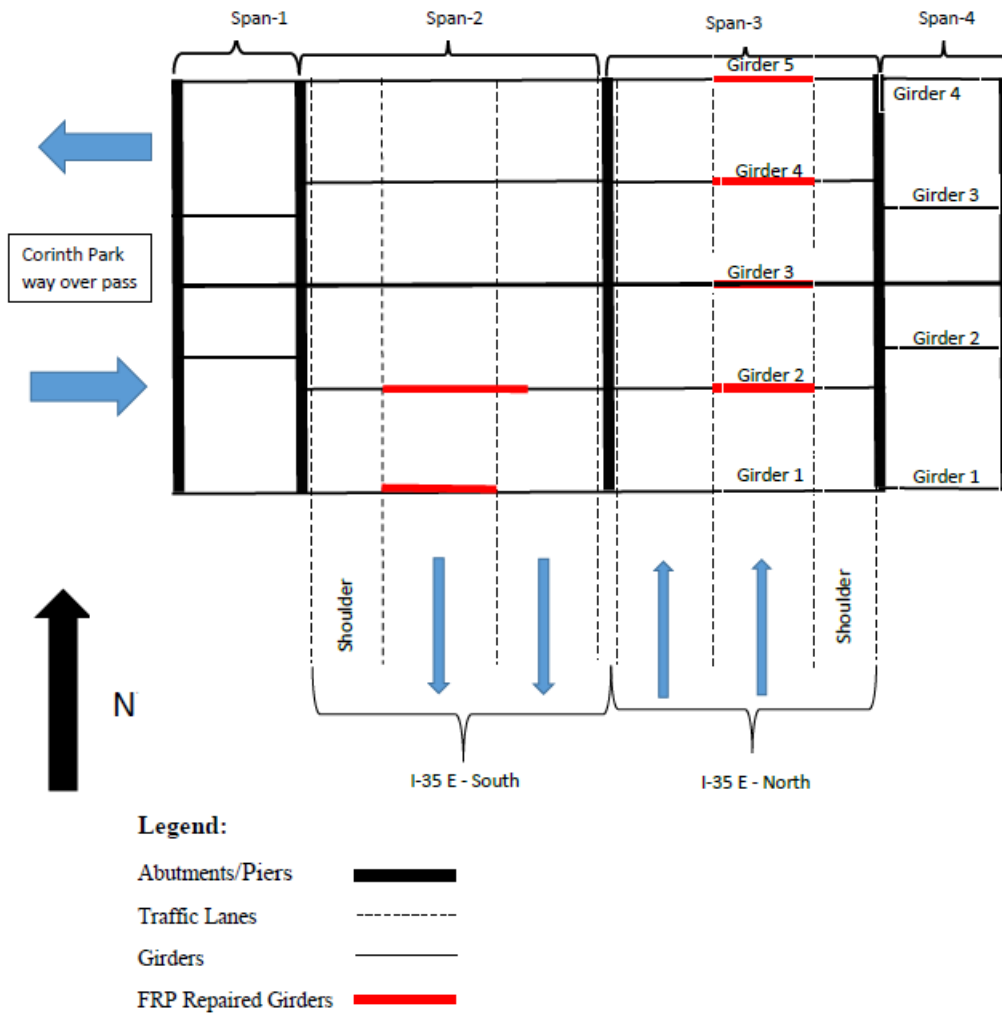 Span-1
Span-2
Span-3
Span-4
Girder 5
Girder 4
Girder 4
Girder 3
Corinth Park
way over pass
Girder 3
Girder 2
Girder 2
Girder 1
Girder 1
Shoulder
Shoulder
N
I-35 E - South
I-35 E - North
Legend:
Abutments/Piers
Traffic Lanes
Girders
FRP Repaired Girders